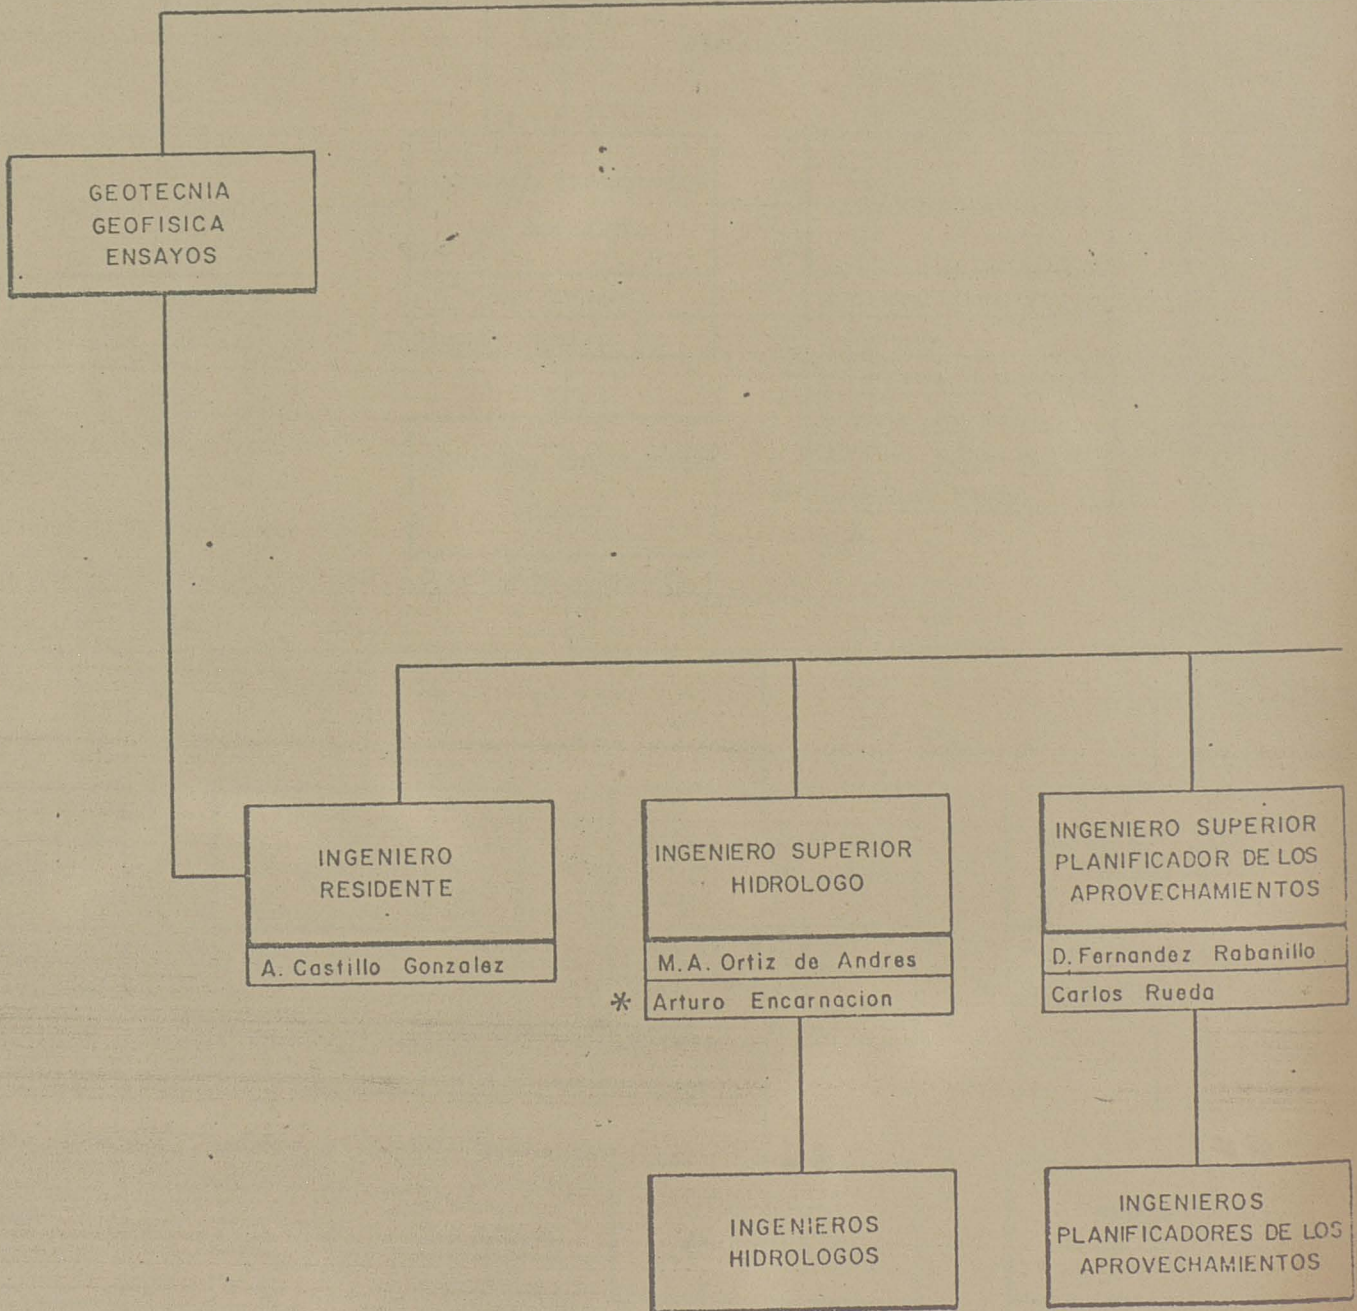 GEOTECNIA
GEOFISICA
ENSAYOS
INGENIERO
RESIDENTE
A. Castillo Gonzalez
INGENIERO SUPERIOR
HIDROLOGO
M.A. Ortiz de Andres
* Arturo Encarnacion
INGENIERO SUPERIOR
PLANIFICADOR DE LOS
APROVECHAMIENTOS
D. Fernandez Rabanillo
Carlos Rueda
INGENIEROS
HIDROLOGOS
INGENIEROS
PLANIFICADORES DE LOS
APROVECHAMIENTOS